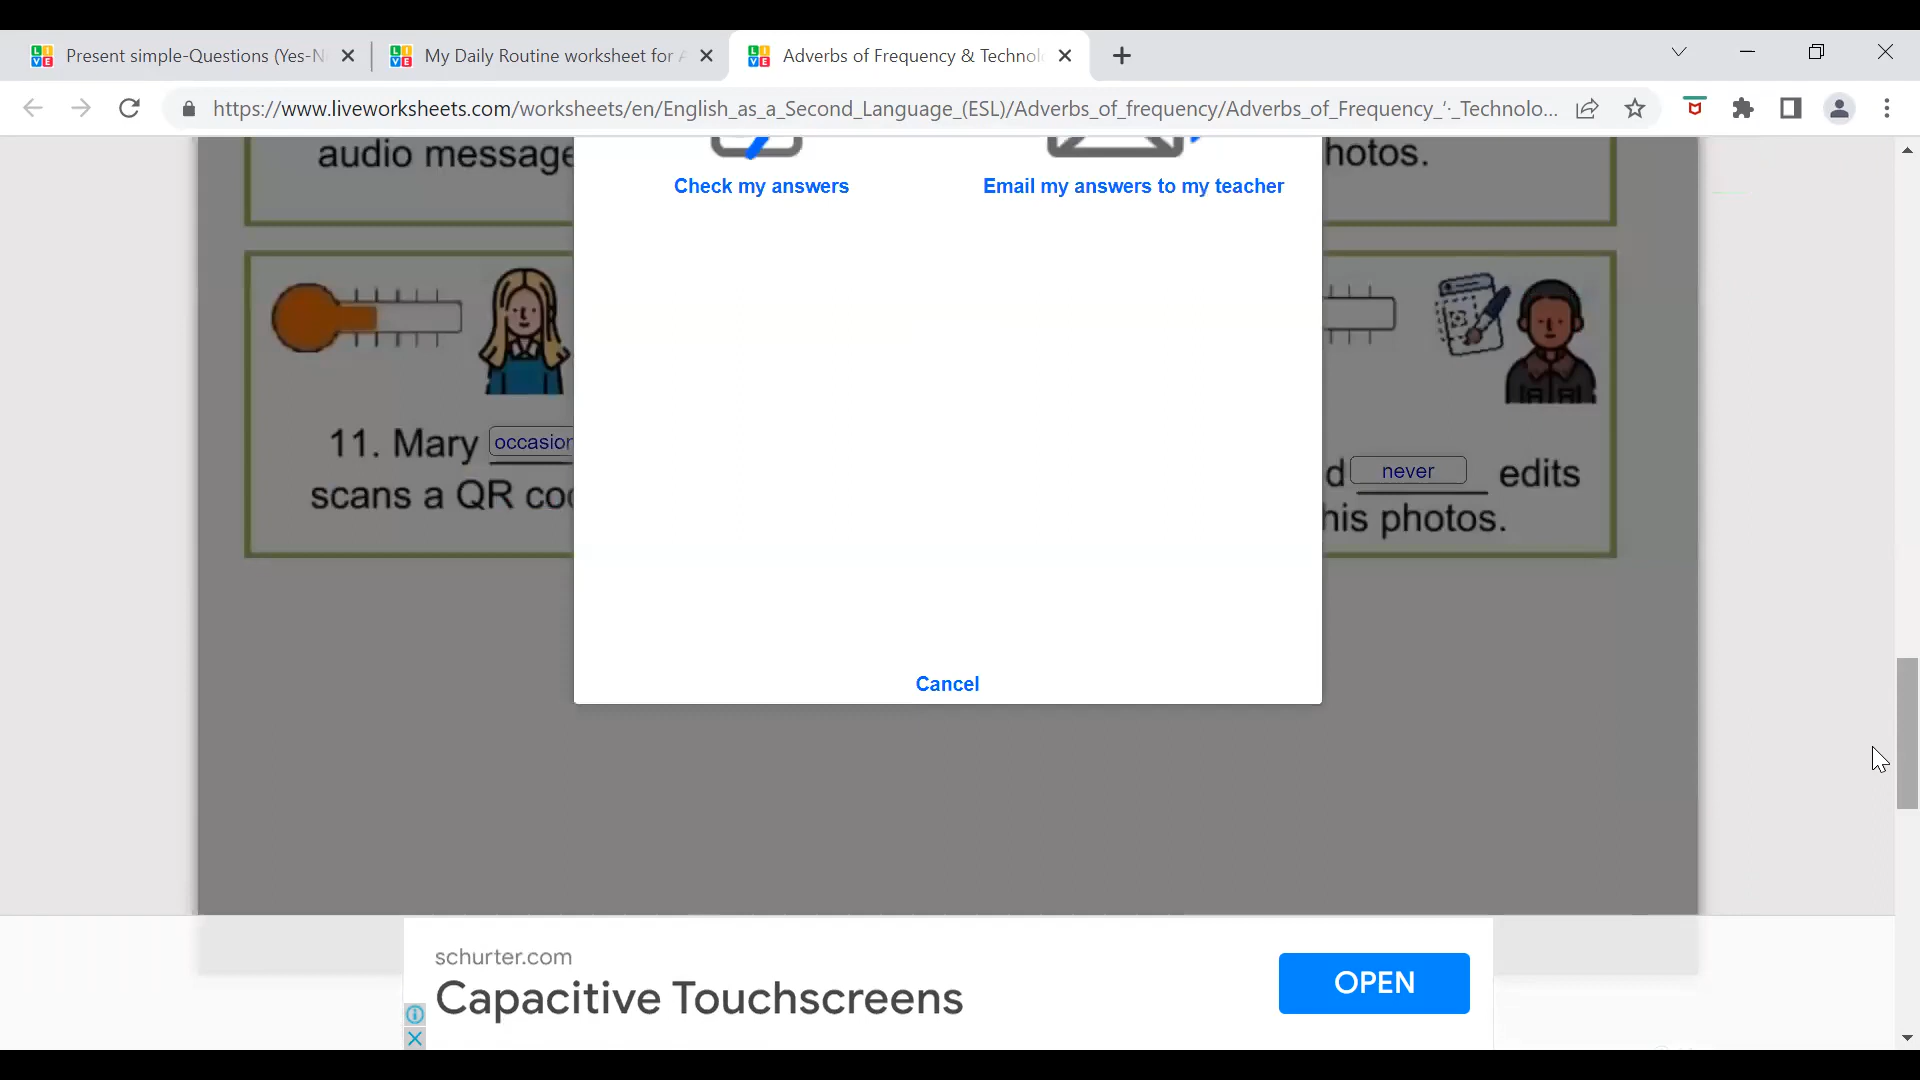 Present simple-Questions (Yes-N
My Daily Routine worksheet for A
Adverbs of Frequency & Technolo
https://www.liveworksheets.com/worksheets/en/English_as_a_Second_Language_(ESL)/Adverbs_of_frequency/Adverbs_of_Frequency_'·_Technolo...
audio message
hotos.
Check my answers
Email my answers to my teacher
11. Mary occasion
scans a QR co
d never edits
his photos.
Cancel
schurter.com
Capacitive Touchscreens
OPEN